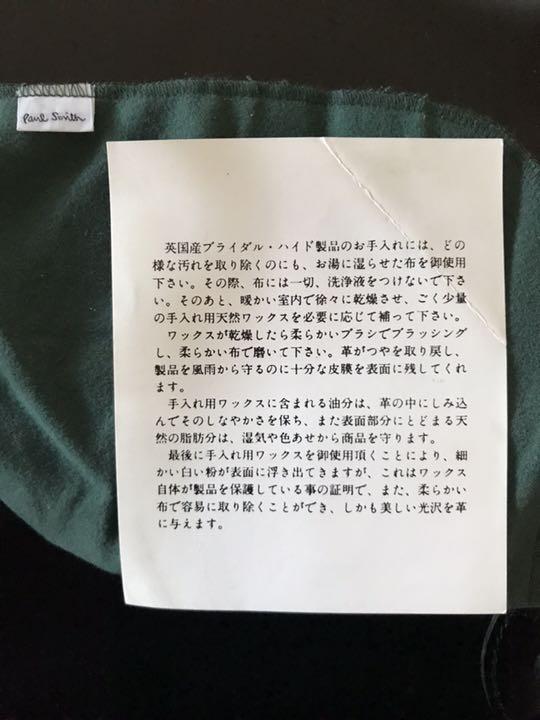 Paul Smith
英国産ブライダル・ハイド製品のお手入れには、どの
様な汚れを取り除くのにも、お湯に湿らせた布を御使用
下さい。その際、布には一切、洗浄液をつけないで下さ
い。そのあと、暖かい室内で徐々に乾燥させ、ごく少量
の手入れ用天然ワックスを必要に応じて補って下さい。
ワックスが乾燥したら柔らかいブラシでブラッシング
し、柔らかい布で磨いて下さい。革がつやを取り戻し、
製品を風雨から守るのに十分な皮膜を表面に残してくれ
ます。
手入れ用ワックスに含まれる油分は、革の中にしみ込
んでそのしなやかさを保ち、また表面部分にとどまる天
然の脂肪分は、湿気や色あせから商品を守ります。
最後に手入れ用ワックスを御使用頂くことにより、細
かい白い粉が表面に浮き出てきますが、これはワックス
自体が製品を保護している事の証明で、また、柔らかい
布で容易に取り除くことができ、しかも美しい光沢を革
に与えます。